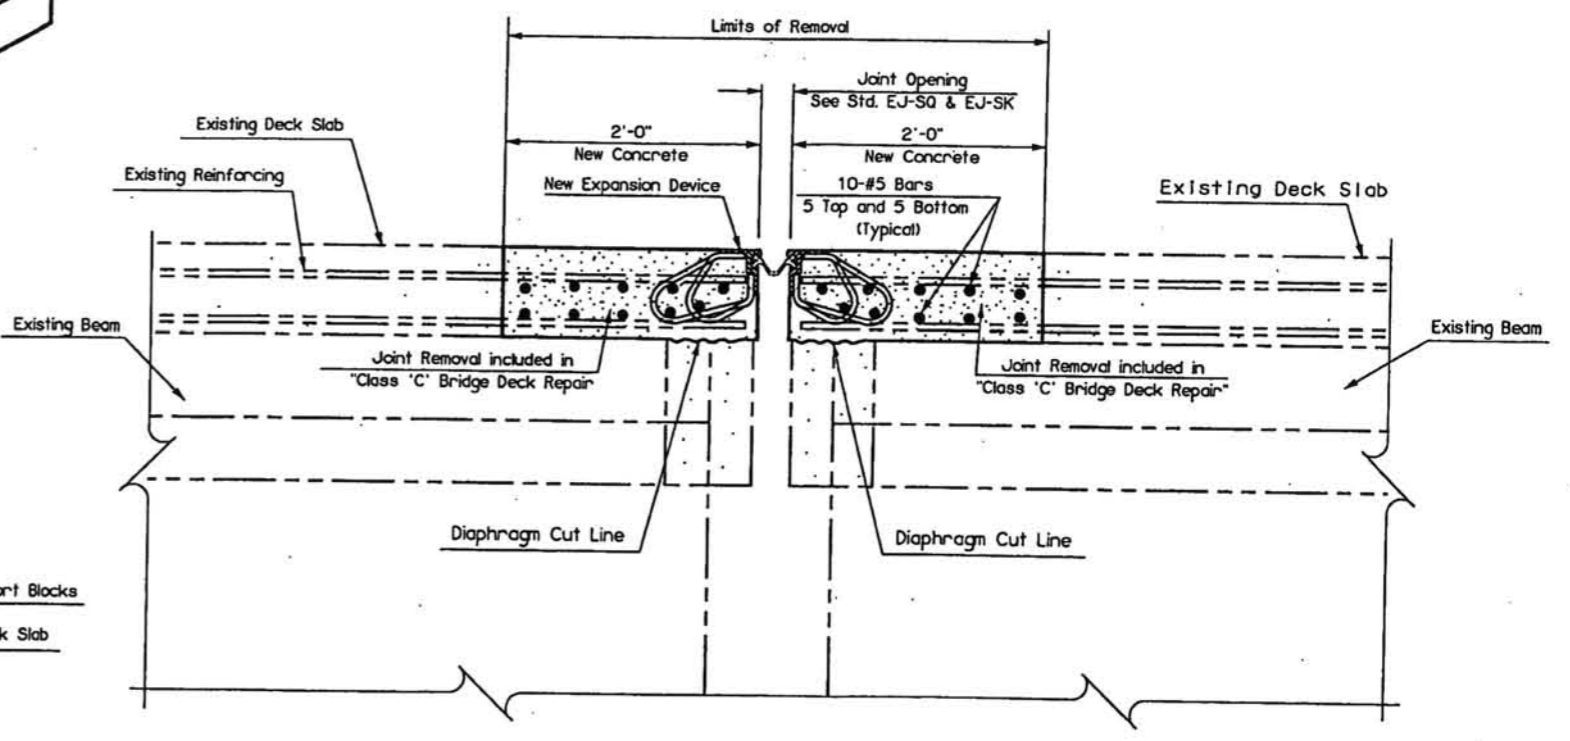 Limits of Removal
Joint Opening
See Std. EJ-SQ & EJ-SK
Existing Deck Slab
2'-0"
New Concrete
2'-0"
New Concrete
Existing Reinforcing
New Expansion Device
10-#5 Bars
5 Top and 5 Bottom
(Typical)
Existing Deck Slab
Existing Beam
Existing Beam
Joint Removal included in
"Class 'C' Bridge Deck Repair
Joint Removal included in
"Class 'C' Bridge Deck Repair"
Diaphragm Cut Line
Diaphragm Cut Line
rt Blocks
k Slab